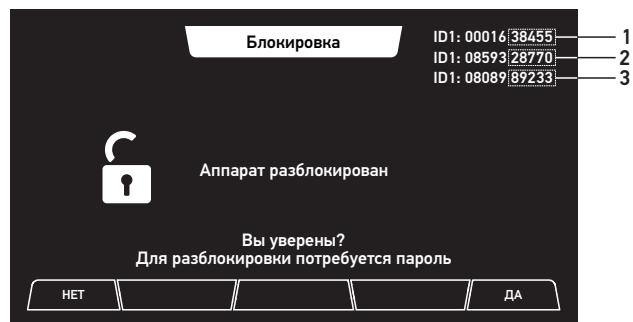 Блокировка
ID1: 00016 38455 1
ID1: 08593 28770 2
ID1: 08089 89233 3
Аппарат разблокирован
Вы уверены?
Для разблокировки потребуется пароль
НЕТ ДА